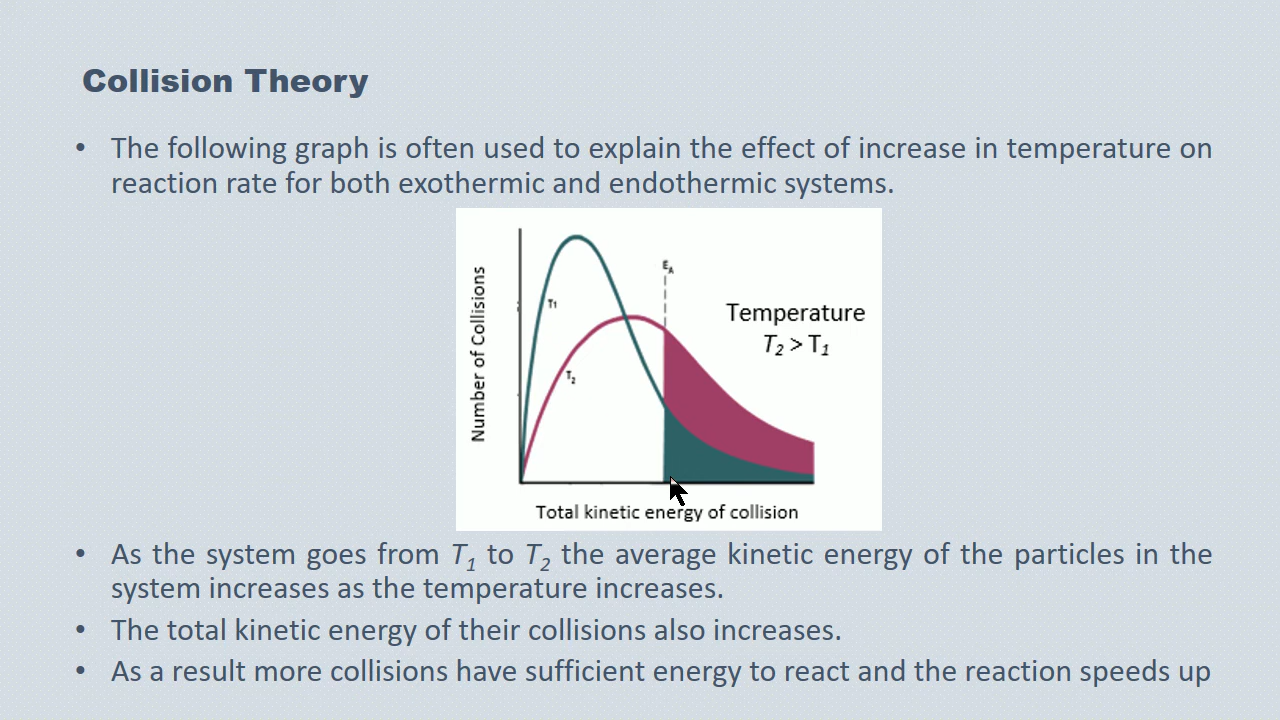 Collision Theory
• The following graph is often used to explain the effect of increase in temperature on
reaction rate for both exothermic and endothermic systems.
Number of Collisions
T1
T2
EA
Temperature
T2 > T1
Total kinetic energy of collision
• As the system goes from T1 to T2 the average kinetic energy of the particles in the
system increases as the temperature increases.
• The total kinetic energy of their collisions also increases.
• As a result more collisions have sufficient energy to react and the reaction speeds up